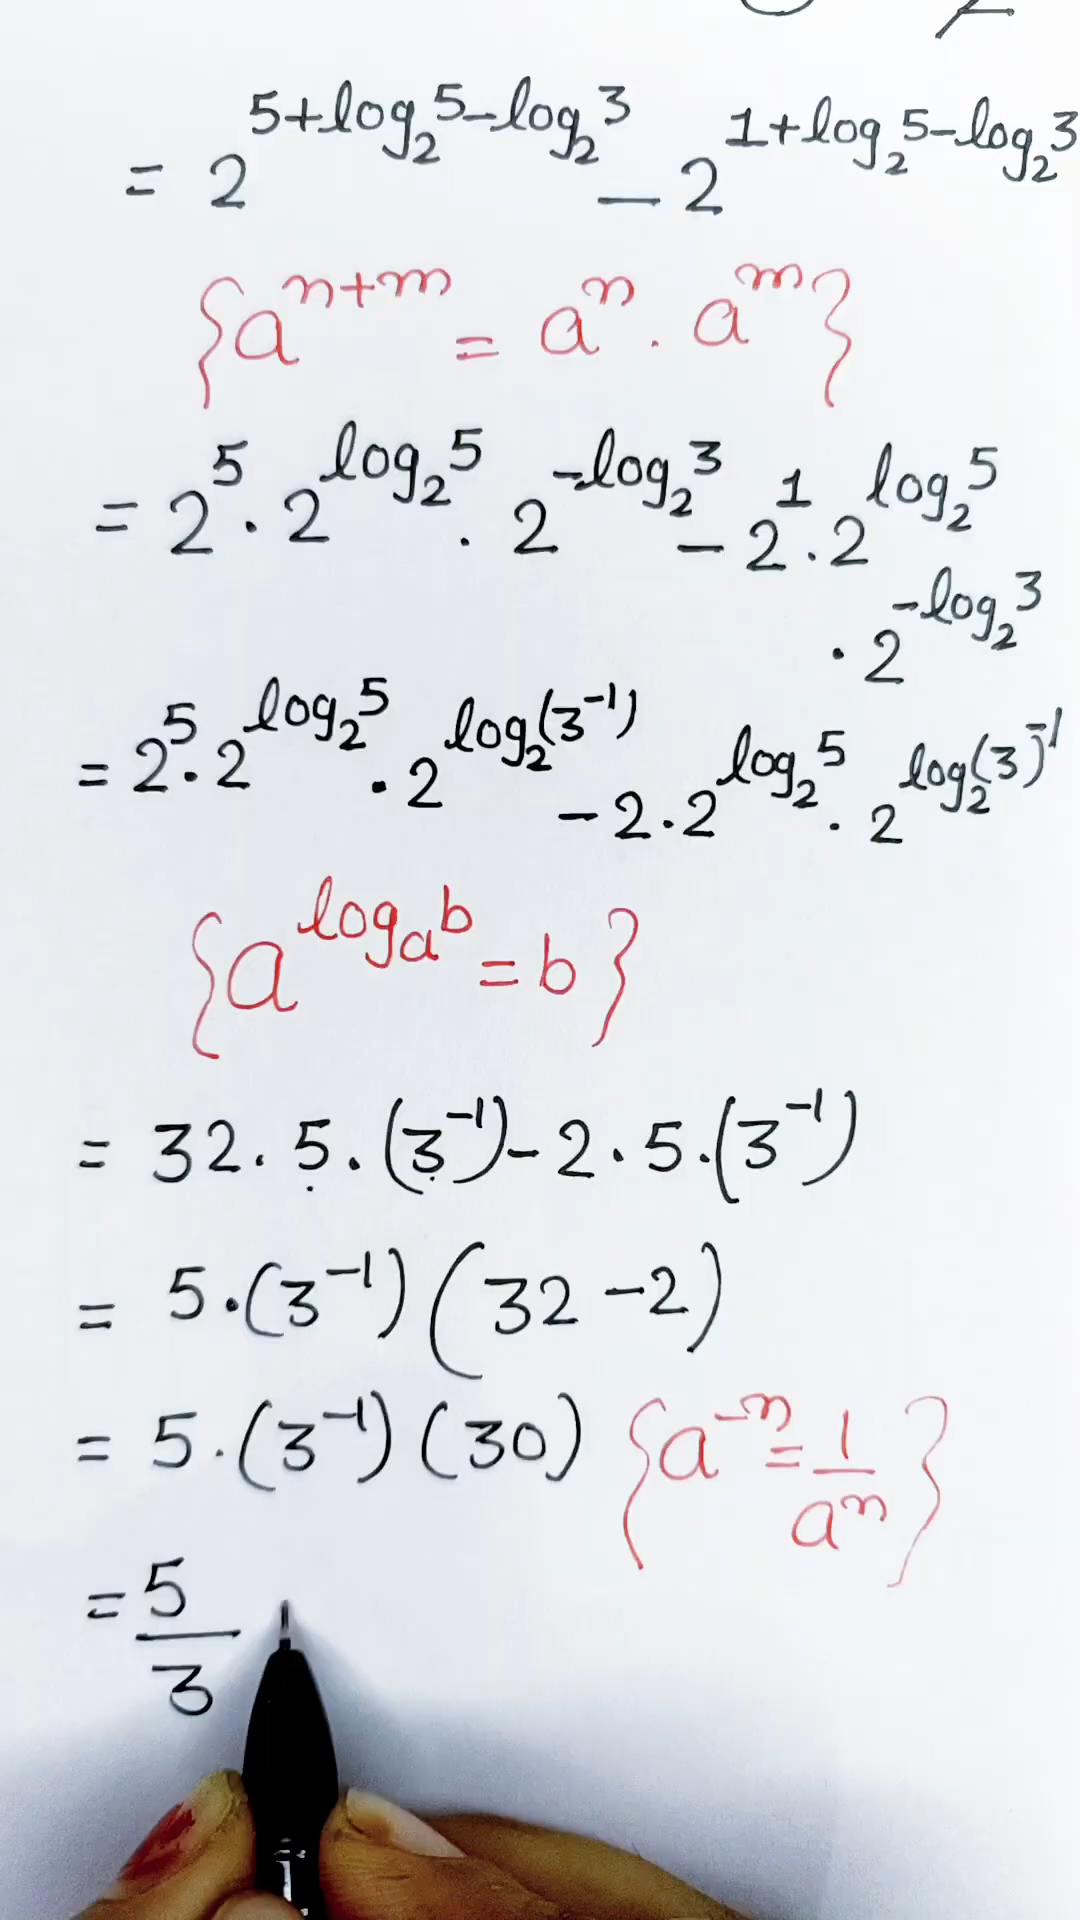 = 2^(5+log₂5-log₂3) - 2^(1+log₂5-log₂3)
{a^(n+m) = a^n . a^m}
= 2^5 . 2^(log₂5) . 2^(-log₂3) - 2^1 . 2^(log₂5)
. 2^(-log₂3)
= 2^5 . 2^(log₂5) . 2^(log₂(3^-1))
- 2 . 2^(log₂5) . 2^(log₂(3)^-1)
{a^(logₐb) = b}
= 32 . 5 . (3^-1) - 2 . 5 . (3^-1)
= 5 . (3^-1) (32 - 2)
= 5 . (3^-1) (30) {a^-n = 1/a^n}
= 5/3